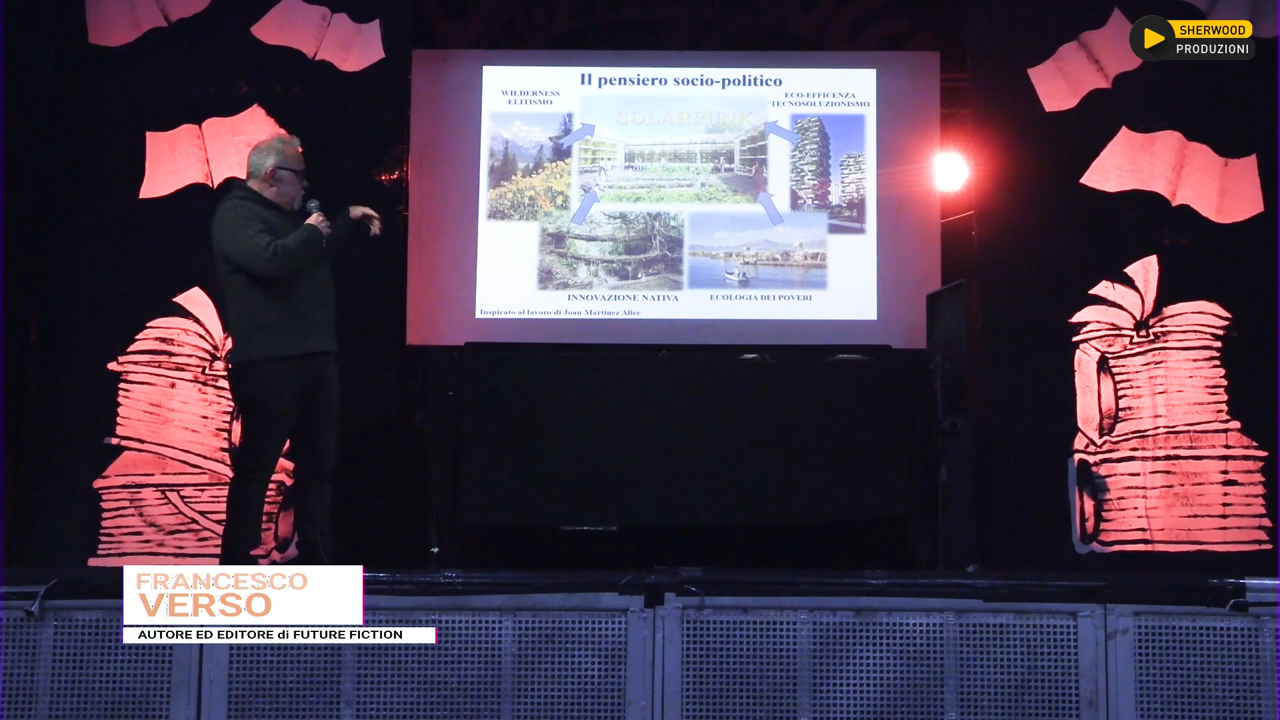 SHERWOOD
PRODUZIONI
Il pensiero socio-politico
WILDERNESS
ELITISMO
ECO-EFFICENZA
TECNOSOLUZIONISMO
SOLARPUNK
INNOVAZIONE NATIVA
ECOLOGIA DEI POVERI
Inspirato al lavoro di Joan Martinez Alier
FRANCESCO
VERSO
AUTORE ED EDITORE di FUTURE FICTION